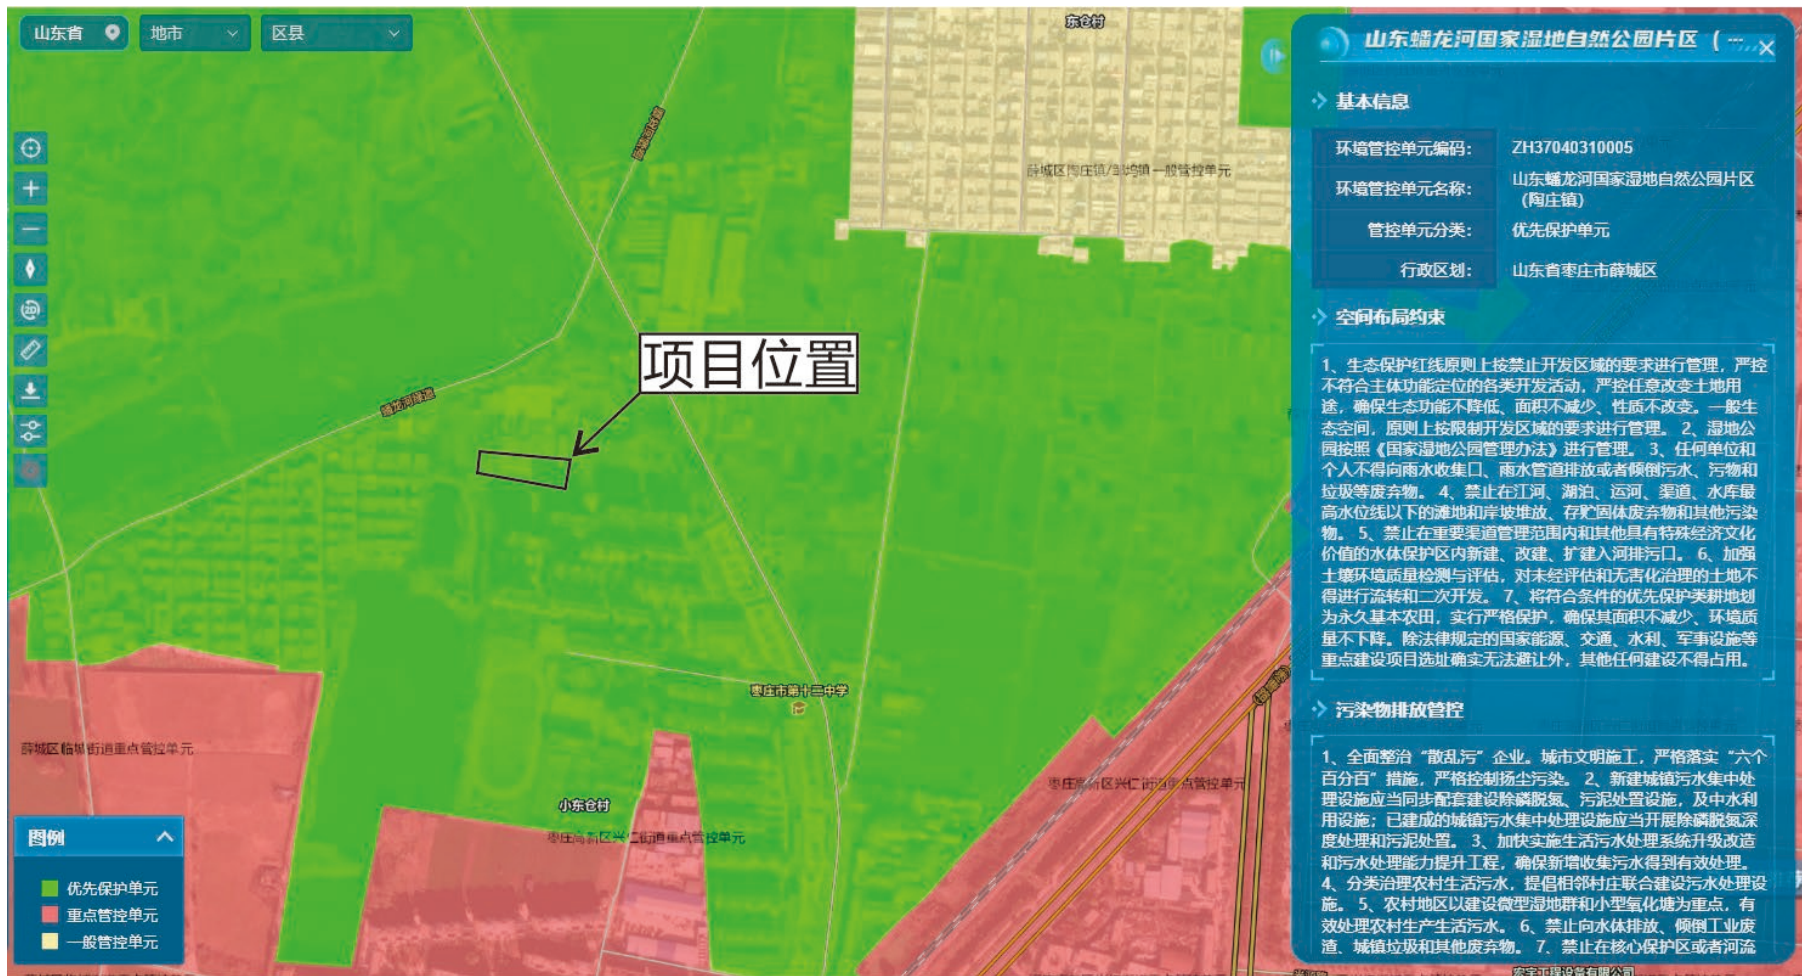 山东省
地市
区县
东仓村
薛城区陶庄镇/邹坞镇一般管控单元
蟠龙河绿道
项目位置
枣庄市第十二中学
薛城区临城街道重点管控单元
小东仓村
枣庄高新区兴仁街道重点管控单元
枣庄高新区兴仁街道重点管控单元
图例
优先保护单元
重点管控单元
一般管控单元
山东蟠龙河国家湿地自然公园片区（...
基本信息
环境管控单元编码： ZH37040310005
环境管控单元名称： 山东蟠龙河国家湿地自然公园片区
（陶庄镇）
管控单元分类： 优先保护单元
行政区划： 山东省枣庄市薛城区
空间布局约束
1、生态保护红线原则上按禁止开发区域的要求进行管理，严控
不符合主体功能定位的各类开发活动，严控任意改变土地用
途，确保生态功能不降低、面积不减少、性质不改变。一般生
态空间，原则上按限制开发区域的要求进行管理。 2、湿地公
园按照《国家湿地公园管理办法》进行管理。 3、任何单位和
个人不得向雨水收集口、雨水管道排放或者倾倒污水、污物和
垃圾等废弃物。 4、禁止在江河、湖泊、运河、渠道、水库最
高水位线以下的滩地和岸坡堆放、存贮固体废弃物和其他污染
物。 5、禁止在重要渠道管理范围内和其他具有特殊经济文化
价值的水体保护区内新建、改建、扩建入河排污口。 6、加强
土壤环境质量检测与评估，对未经评估和无害化治理的土地不
得进行流转和二次开发。 7、将符合条件的优先保护类耕地划
为永久基本农田，实行严格保护，确保其面积不减少、环境质
量不下降。除法律规定的国家能源、交通、水利、军事设施等
重点建设项目选址确实无法避让外，其他任何建设不得占用。
污染物排放管控
1、全面整治“散乱污”企业。城市文明施工，严格落实“六个
百分百”措施，严格控制扬尘污染。 2、新建城镇污水集中处
理设施应当同步配套建设除磷脱氮、污泥处置设施，及中水利
用设施；已建成的城镇污水集中处理设施应当开展除磷脱氮深
度处理和污泥处置。 3、加快实施生活污水处理系统升级改造
和污水处理能力提升工程，确保新增收集污水得到有效处理。
4、分类治理农村生活污水，提倡相邻村庄联合建设污水处理设
施。 5、农村地区以建设微型湿地群和小型氧化塘为重点，有
效处理农村生产生活污水。 6、禁止向水体排放、倾倒工业废
渣、城镇垃圾和其他废弃物。 7、禁止在核心保护区或者河流